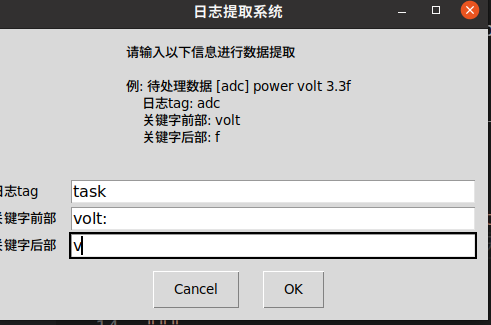 日志提取系统
请输入以下信息进行数据提取
例: 待处理数据 [adc] power volt 3.3f
日志tag: adc
关键字前部: volt
关键字后部: f
日志tag task
关键字前部 volt:
关键字后部 v
Cancel OK